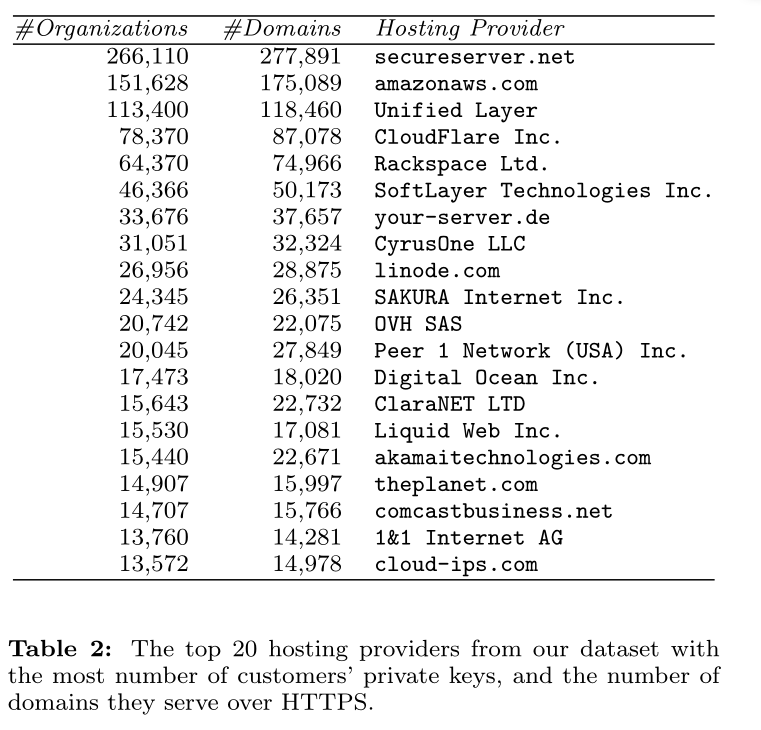 #Organizations #Domains Hosting Provider
266,110 277,891 secureserver.net
151,628 175,089 amazonaws.com
113,400 118,460 Unified Layer
78,370 87,078 CloudFlare Inc.
64,370 74,966 Rackspace Ltd.
46,366 50,173 SoftLayer Technologies Inc.
33,676 37,657 your-server.de
31,051 32,324 CyrusOne LLC
26,956 28,875 linode.com
24,345 26,351 SAKURA Internet Inc.
20,742 22,075 OVH SAS
20,045 27,849 Peer 1 Network (USA) Inc.
17,473 18,020 Digital Ocean Inc.
15,643 22,732 ClaraNET LTD
15,530 17,081 Liquid Web Inc.
15,440 22,671 akamaitechnologies.com
14,907 15,997 theplanet.com
14,707 15,766 comcastbusiness.net
13,760 14,281 1&1 Internet AG
13,572 14,978 cloud-ips.com
Table 2: The top 20 hosting providers from our dataset with
the most number of customers' private keys, and the number of
domains they serve over HTTPS.